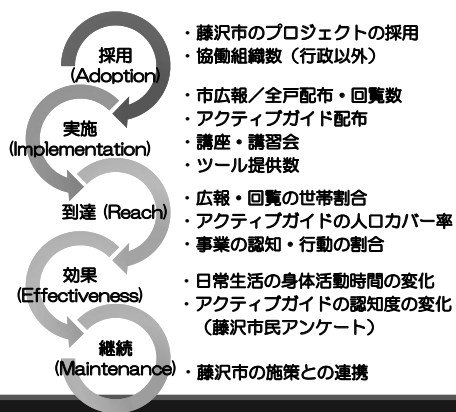 採用
(Adoption)
・藤沢市のプロジェクトの採用
・協働組織数（行政以外）
実施
(Implementation)
・市広報／全戸配布・回覧数
・アクティブガイド配布
・講座・講習会
・ツール提供数
到達 (Reach)
・広報・回覧の世帯割合
・アクティブガイドの人口カバー率
・事業の認知・行動の割合
効果
(Effectiveness)
・日常生活の身体活動時間の変化
・アクティブガイドの認知度の変化
（藤沢市民アンケート）
継続
(Maintenance)
・藤沢市の施策との連携